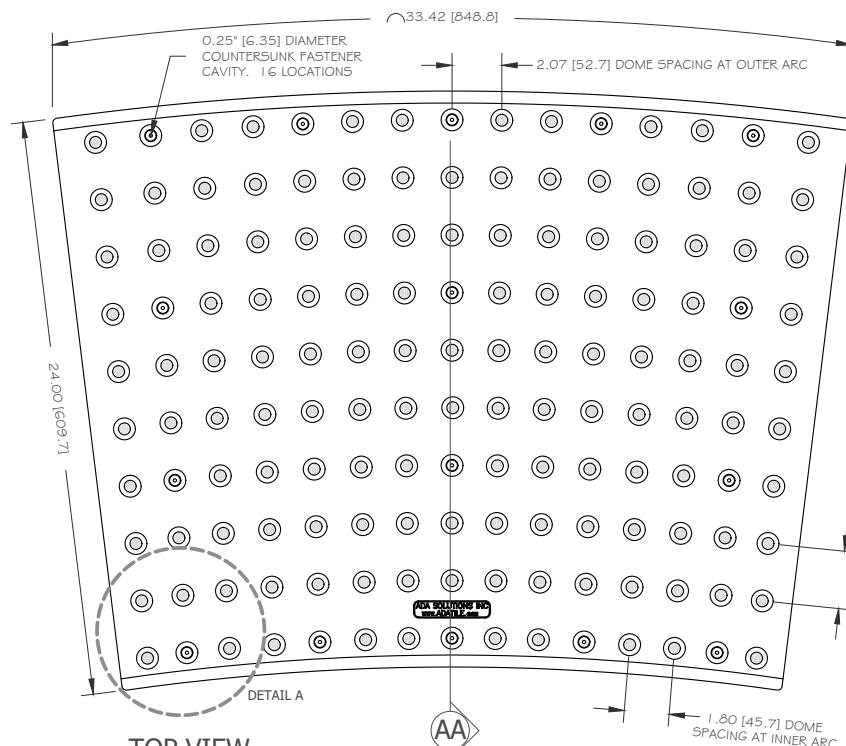 33.42 [848.8]
0.25" [6.35] DIAMETER
COUNTERSUNK FASTENER
CAVITY. 16 LOCATIONS
2.07 [52.7] DOME SPACING AT OUTER ARC
24.00 [609.7]
ADA SOLUTIONS INC
www.ADATILE.com
DETAIL A
1.80 [45.7] DOME
SPACING AT INNER ARC
AA
TOP VIEW